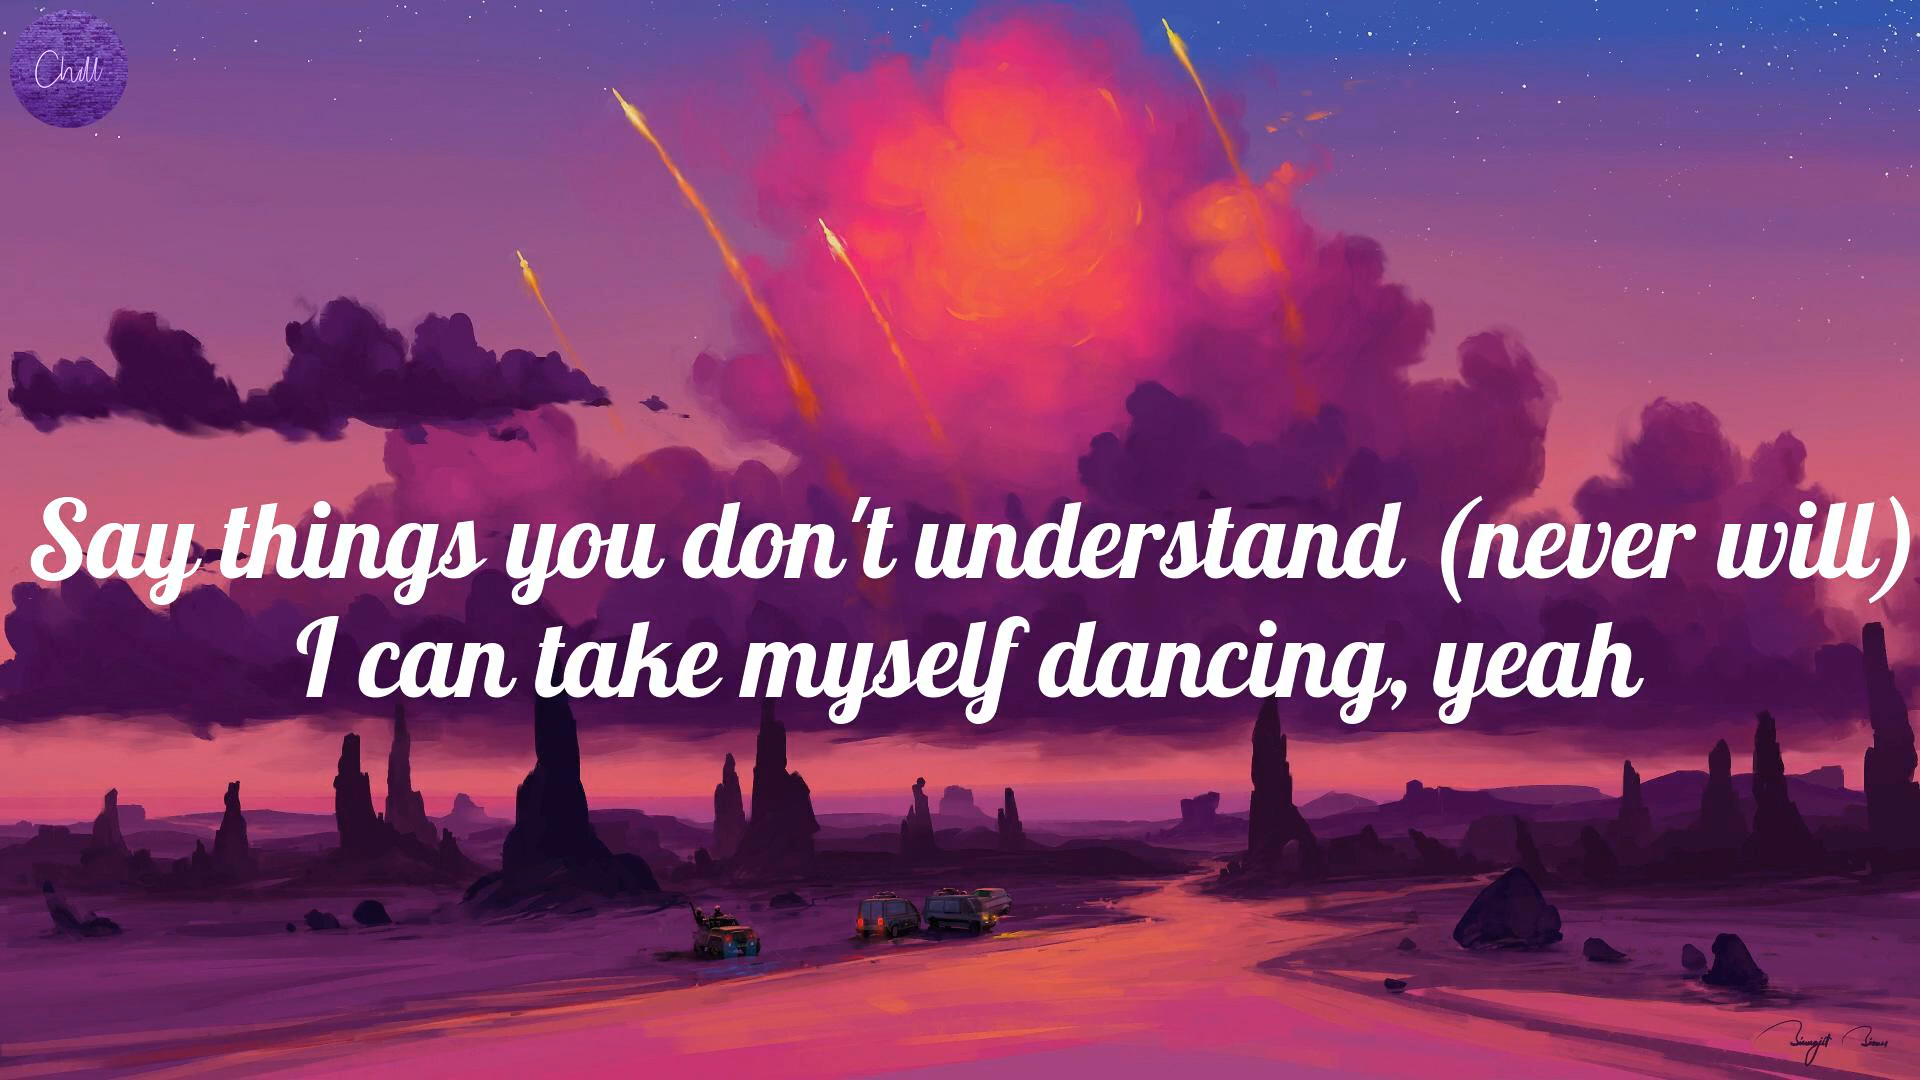 Chill
Say things you don't understand (never will)
I can take myself dancing, yeah